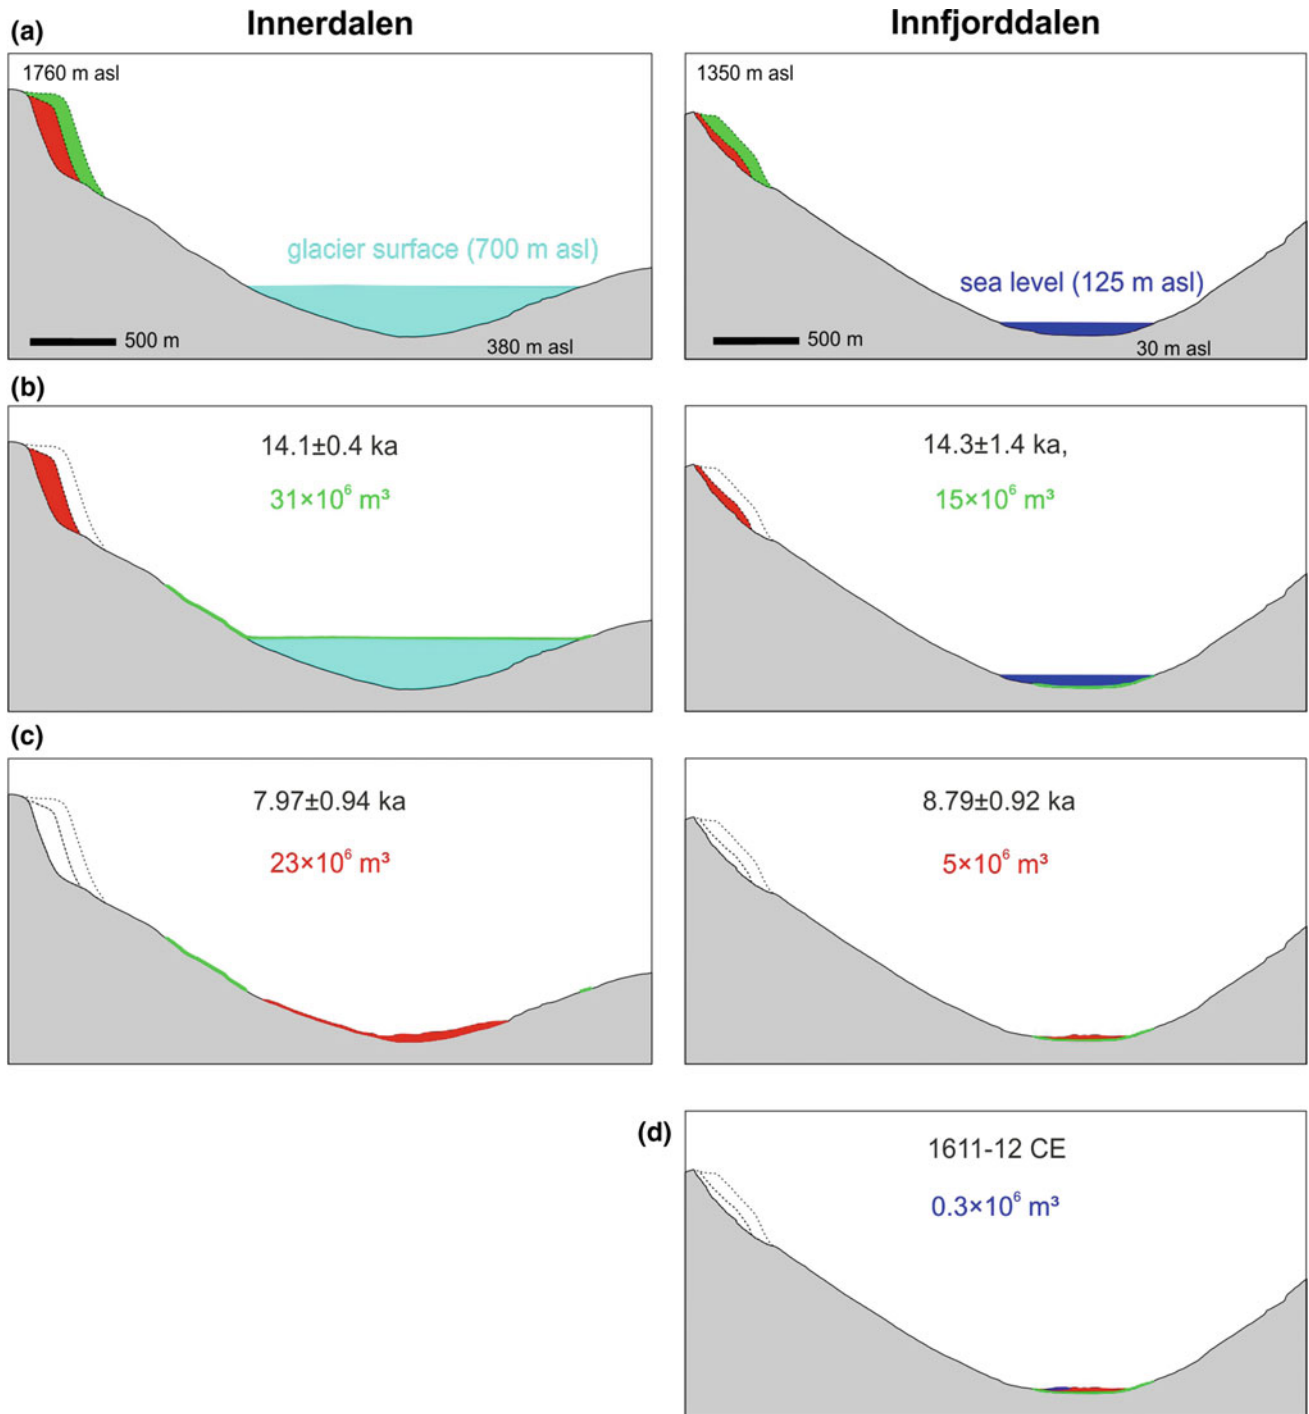 Innerdalen
Innfjorddalen
(a)
1760 m asl
glacier surface (700 m asl)
500 m
380 m asl
1350 m asl
sea level (125 m asl)
500 m
30 m asl
(b)
14.1±0.4 ka
31×10⁶ m³
14.3±1.4 ka,
15×10⁶ m³
(c)
7.97±0.94 ka
23×10⁶ m³
8.79±0.92 ka
5×10⁶ m³
(d)
1611-12 CE
0.3×10⁶ m³